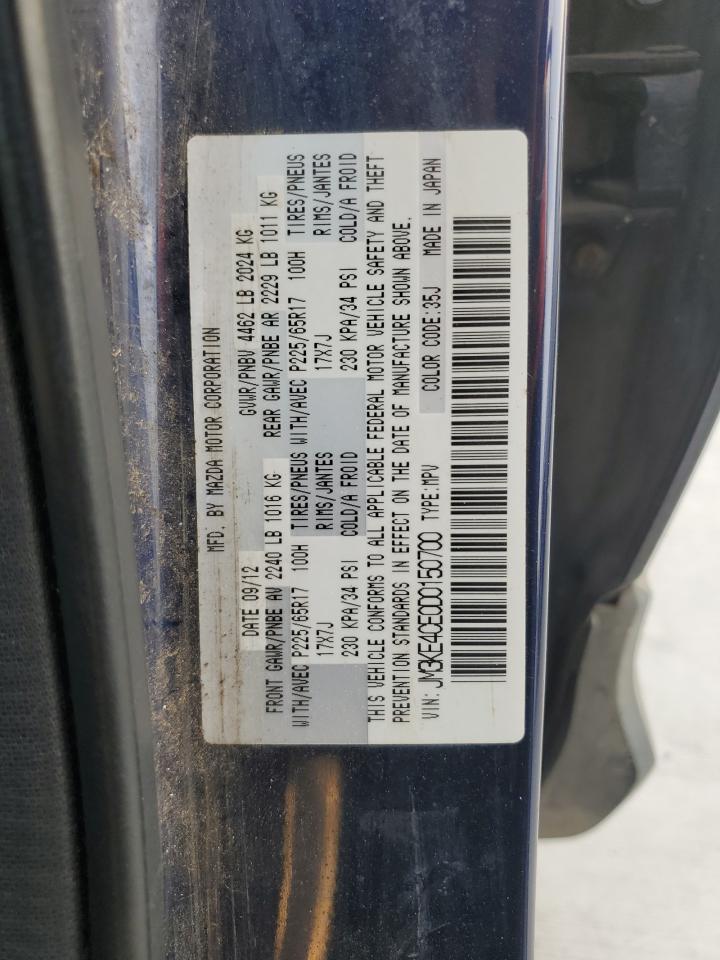 MFD. BY MAZDA MOTOR CORPORATION
DATE 09/12 GVWR/PNBV 4462 LB 2024 KG
FRONT GAWR/PNBE AV 2240 LB 1016 KG REAR GAWR/PNBE AR 2229 LB 1011 KG
WITH/AVEC P225/65R17 100H TIRES/PNEUS WITH/AVEC P225/65R17 100H TIRES/PNEUS
17X7J RIMS/JANTES 17X7J RIMS/JANTES
230 KPA/34 PSI COLD/A FROID 230 KPA/34 PSI COLD/A FROID
THIS VEHICLE CONFORMS TO ALL APPLICABLE FEDERAL MOTOR VEHICLE SAFETY AND THEFT
PREVENTION STANDARDS IN EFFECT ON THE DATE OF MANUFACTURE SHOWN ABOVE.
VIN: JM3KE4CE0D0150700 TYPE:MPV COLOR CODE:35J MADE IN JAPAN